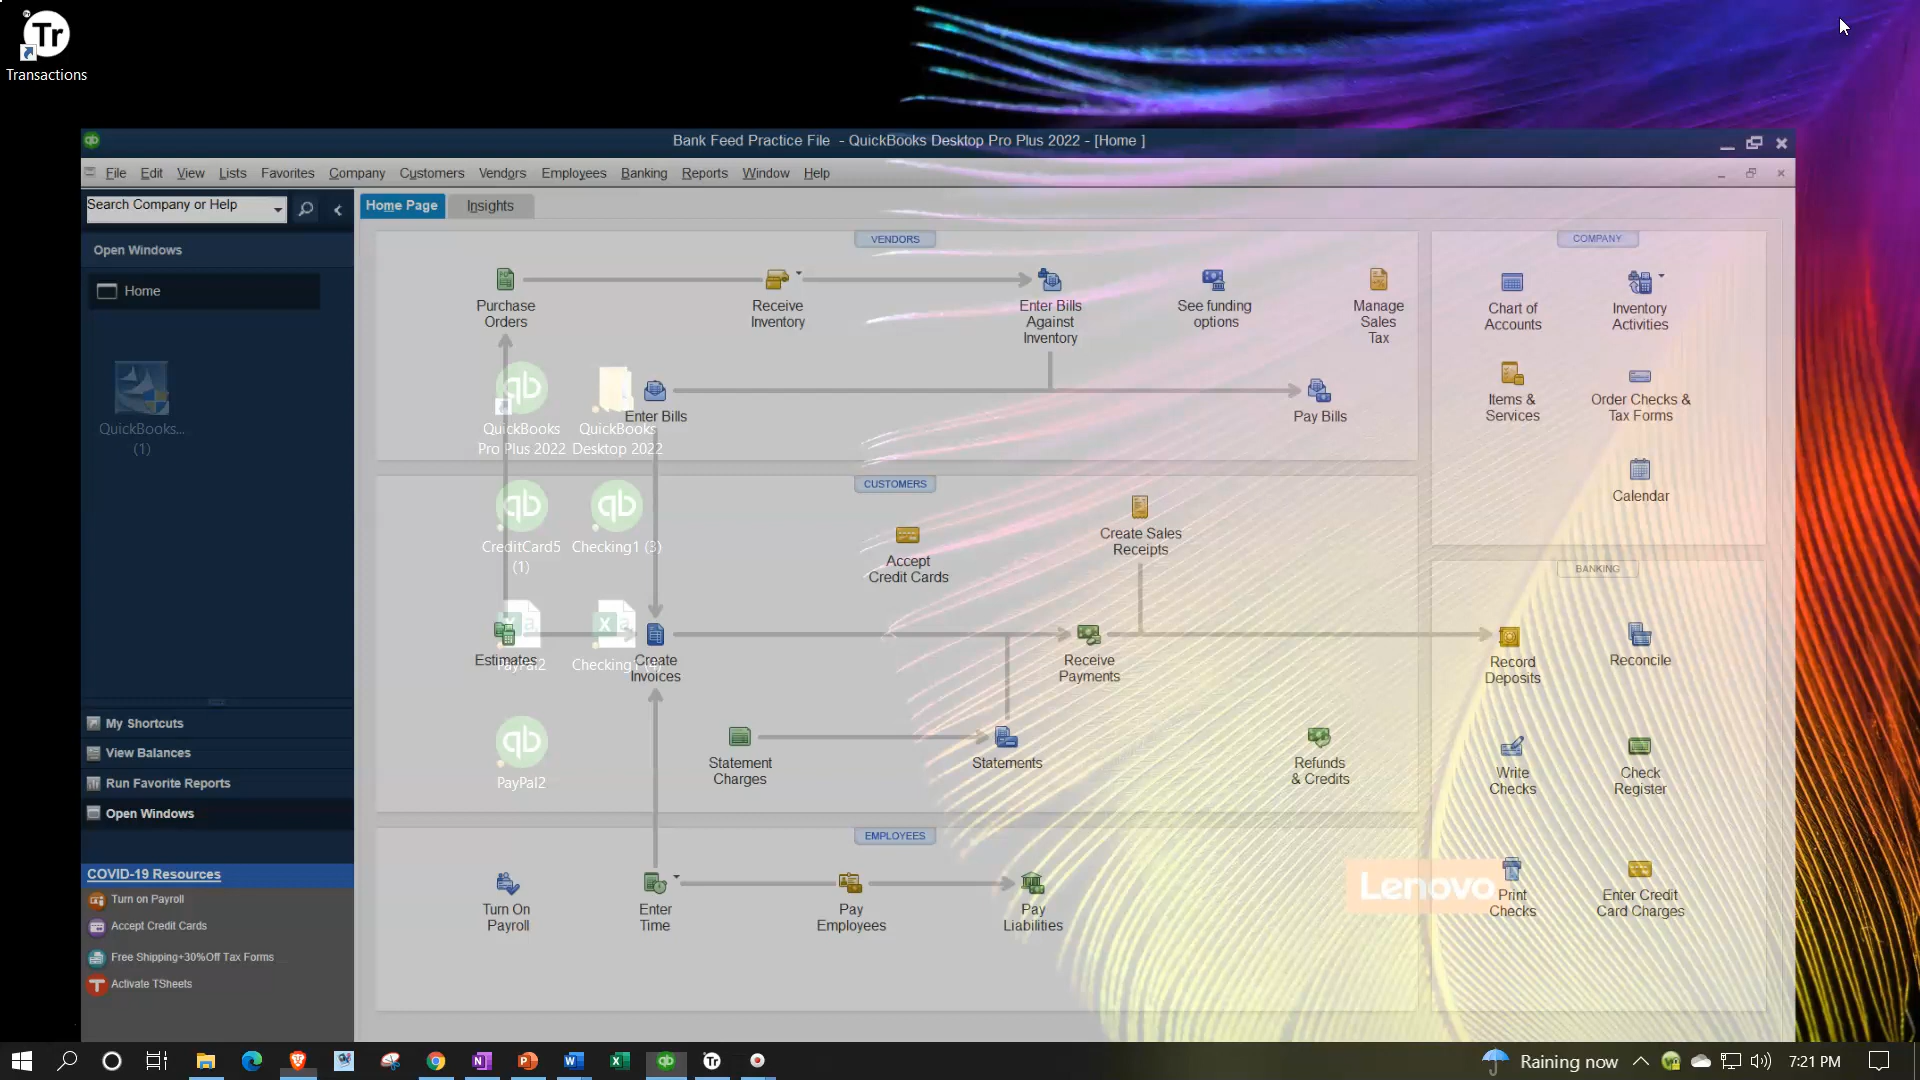 Tr
Transactions
Bank Feed Practice File - QuickBooks Desktop Pro Plus 2022 - [Home ]
File Edit View Lists Favorites Company Customers Vendors Employees Banking Reports Window Help
Search Company or Help
Home Page
Insights
Open Windows
Home
QuickBooks...
(1)
My Shortcuts
View Balances
Run Favorite Reports
Open Windows
COVID-19 Resources
Turn on Payroll
Accept Credit Cards
Free Shipping+30%Off Tax Forms
Activate TSheets
VENDORS
Purchase
Orders
Receive
Inventory
Enter Bills
Against
Inventory
See funding
options
Manage
Sales
Tax
Enter Bills
Pay Bills
QuickBooks
Pro Plus 2022
QuickBooks
Desktop 2022
CUSTOMERS
CreditCard5
(1)
Checking1 (3)
Accept
Credit Cards
Create Sales
Receipts
Estimates
PayPal2
Create
Invoices
Receive
Payments
Statement
Charges
Statements
Refunds
& Credits
PayPal2
EMPLOYEES
Turn On
Payroll
Enter
Time
Pay
Employees
Pay
Liabilities
COMPANY
Chart of
Accounts
Inventory
Activities
Items &
Services
Order Checks &
Tax Forms
Calendar
BANKING
Record
Deposits
Reconcile
Write
Checks
Check
Register
Lenovo
Print
Checks
Enter Credit
Card Charges
Raining now
7:21 PM